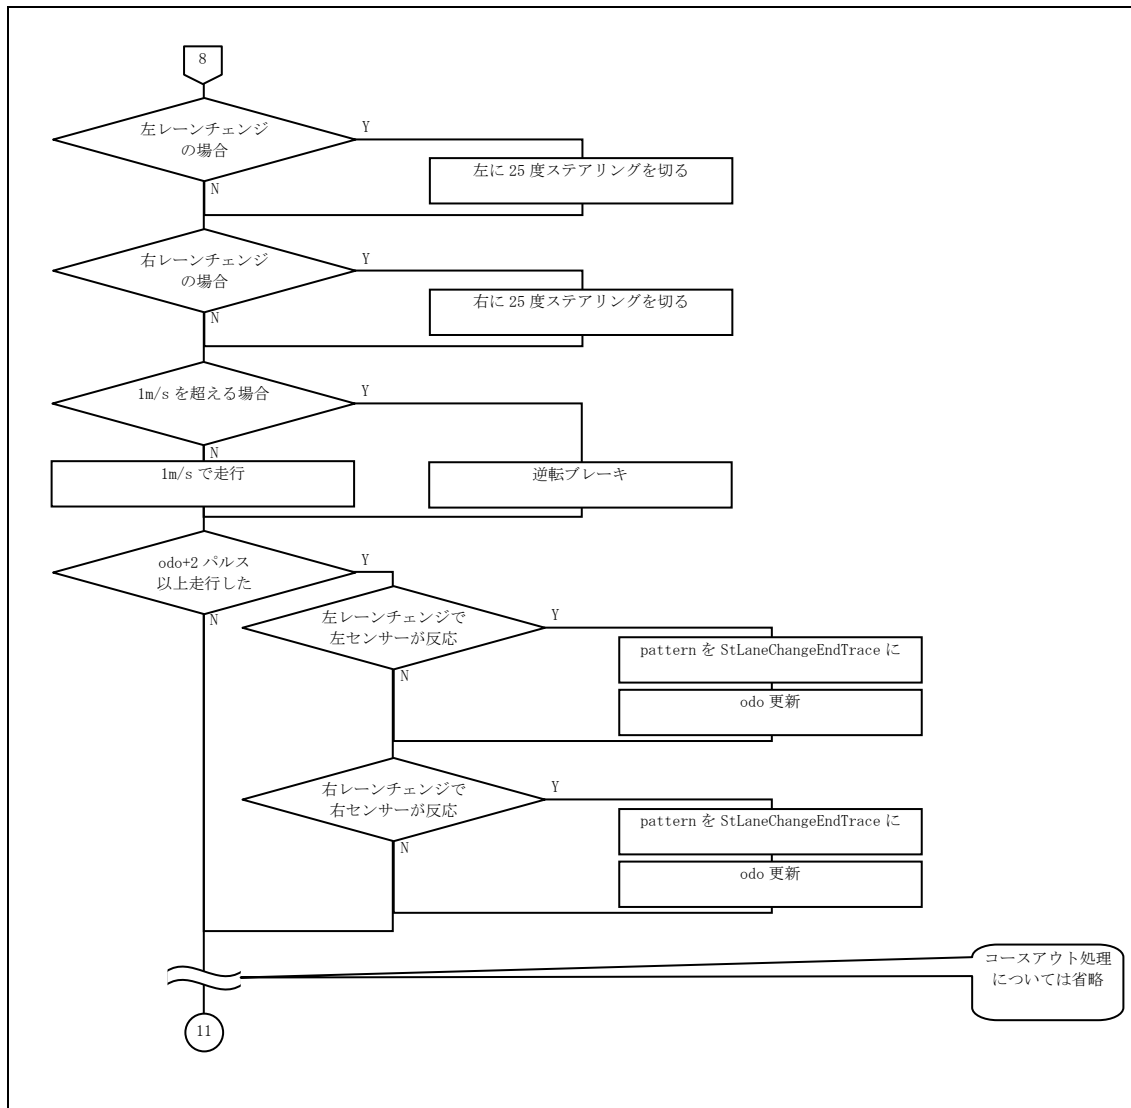 8
左レーンチェンジ
の場合
Y
左に 25 度ステアリングを切る
N
右レーンチェンジ
の場合
Y
右に 25 度ステアリングを切る
N
1m/s を超える場合
Y
N
1m/s で走行
逆転ブレーキ
odo+2 パルス
以上走行した
Y
N
左レーンチェンジで
左センサーが反応
Y
pattern を StLaneChangeEndTrace に
N
odo 更新
右レーンチェンジで
右センサーが反応
Y
pattern を StLaneChangeEndTrace に
N
odo 更新
コースアウト処理
については省略
11